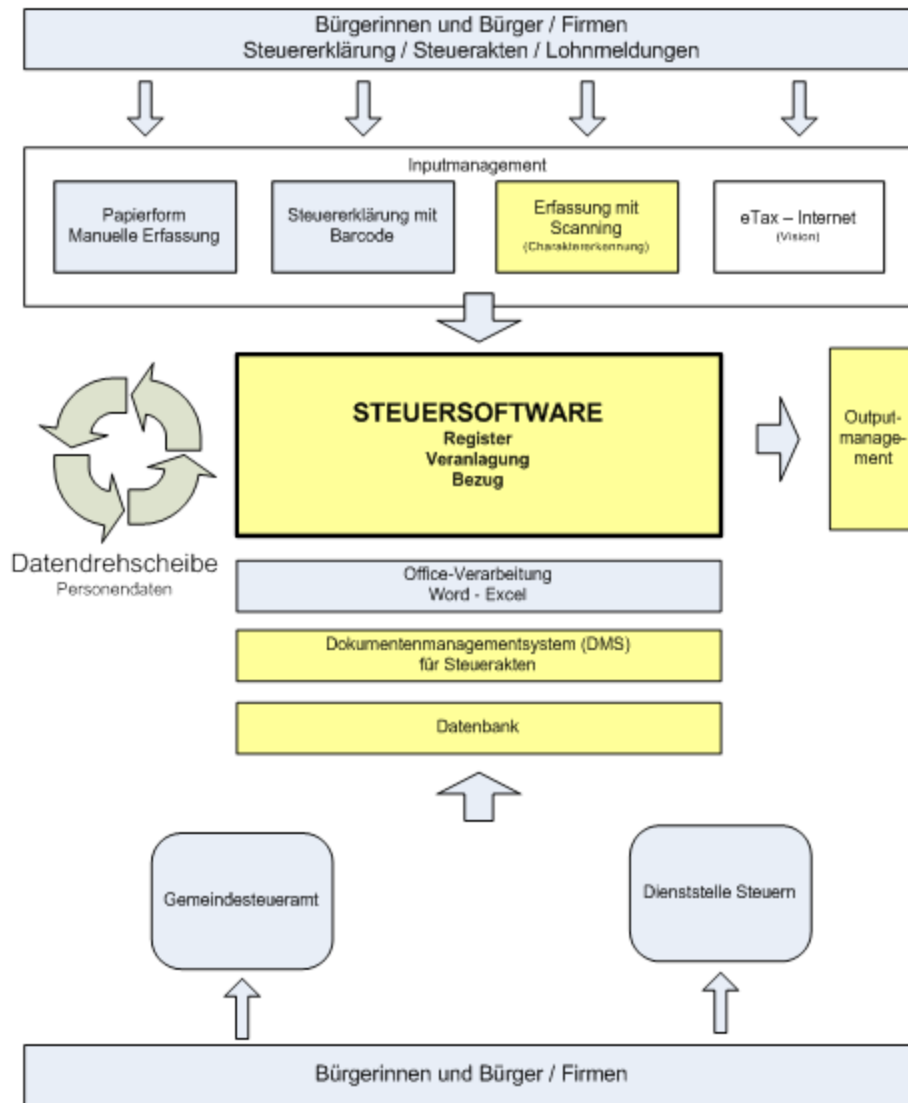 Bürgerinnen und Bürger / Firmen
Steuererklärung / Steuerakten / Lohnmeldungen
Inputmanagement
Papierform
Manuelle Erfassung
Steuererklärung mit
Barcode
Erfassung mit
Scanning
(Charaktererkennung)
eTax – Internet
(Vision)
STEUERSOFTWARE
Register
Veranlagung
Bezug
Output-
manage-
ment
Datendrehscheibe
Personendaten
Office-Verarbeitung
Word - Excel
Dokumentenmanagementsystem (DMS)
für Steuerakten
Datenbank
Gemeindesteueramt
Dienststelle Steuern
Bürgerinnen und Bürger / Firmen